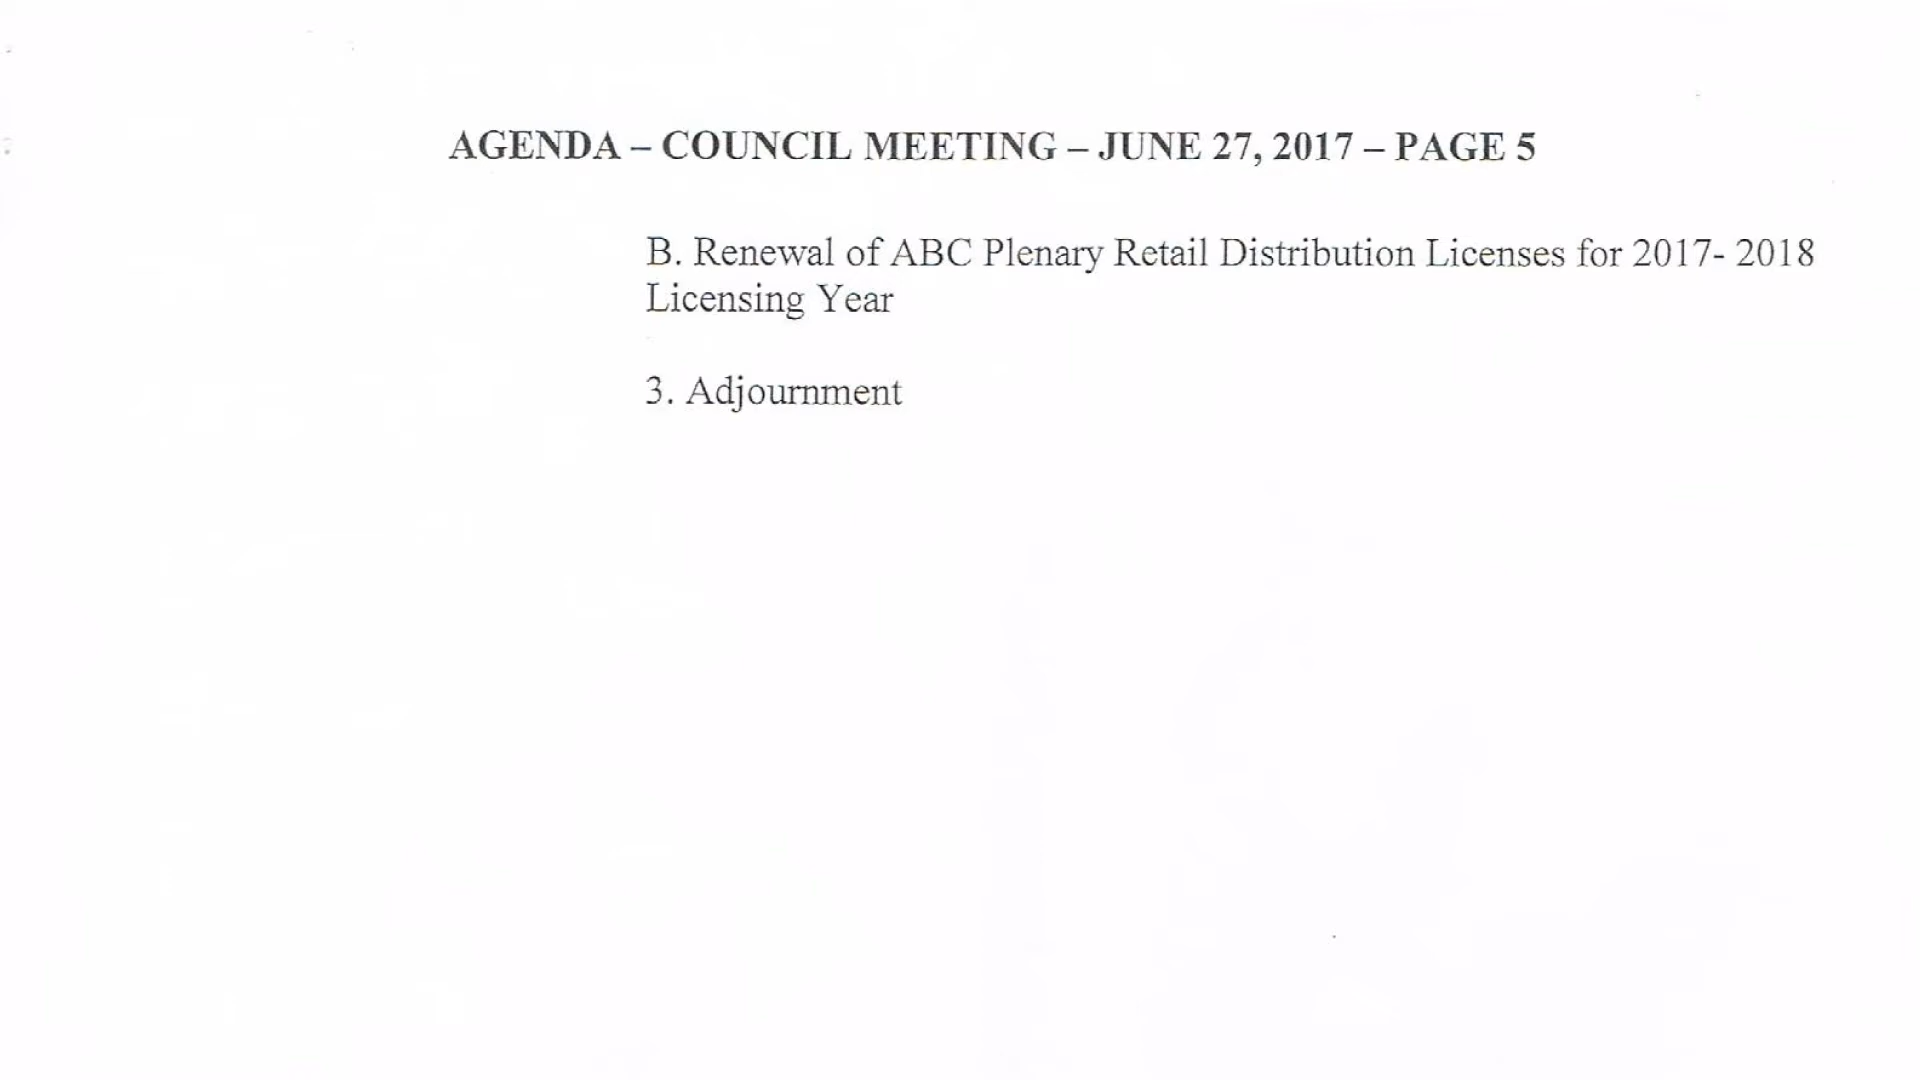 AGENDA – COUNCIL MEETING – JUNE 27, 2017 – PAGE 5
B. Renewal of ABC Plenary Retail Distribution Licenses for 2017- 2018
Licensing Year
3. Adjournment